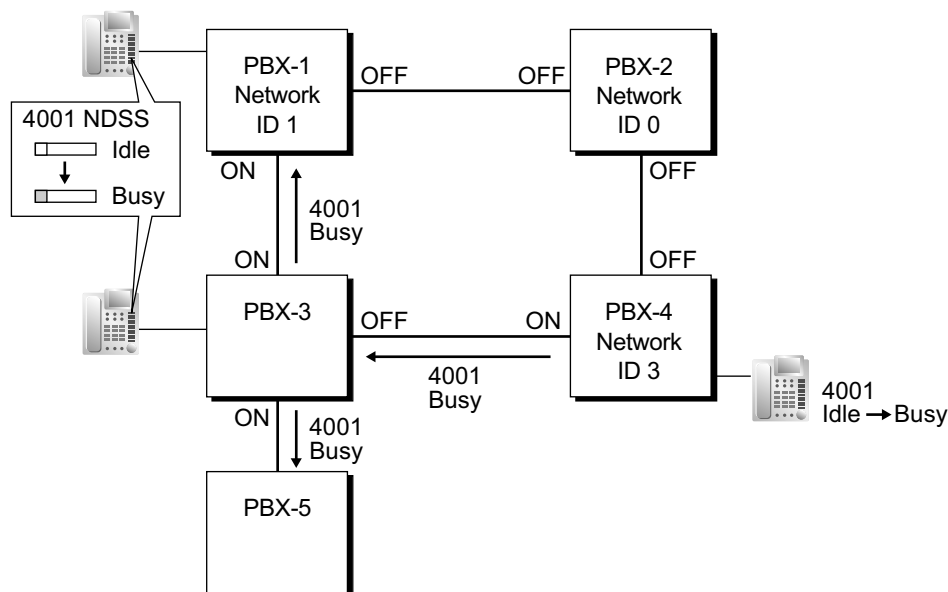 PBX-1
Network
ID 1
OFF
OFF
PBX-2
Network
ID 0
4001 NDSS
Idle
Busy
ON
OFF
4001
Busy
ON
OFF
PBX-3
OFF
ON
PBX-4
Network
ID 3
4001
Busy
4001
Idle
Busy
ON
4001
Busy
PBX-5